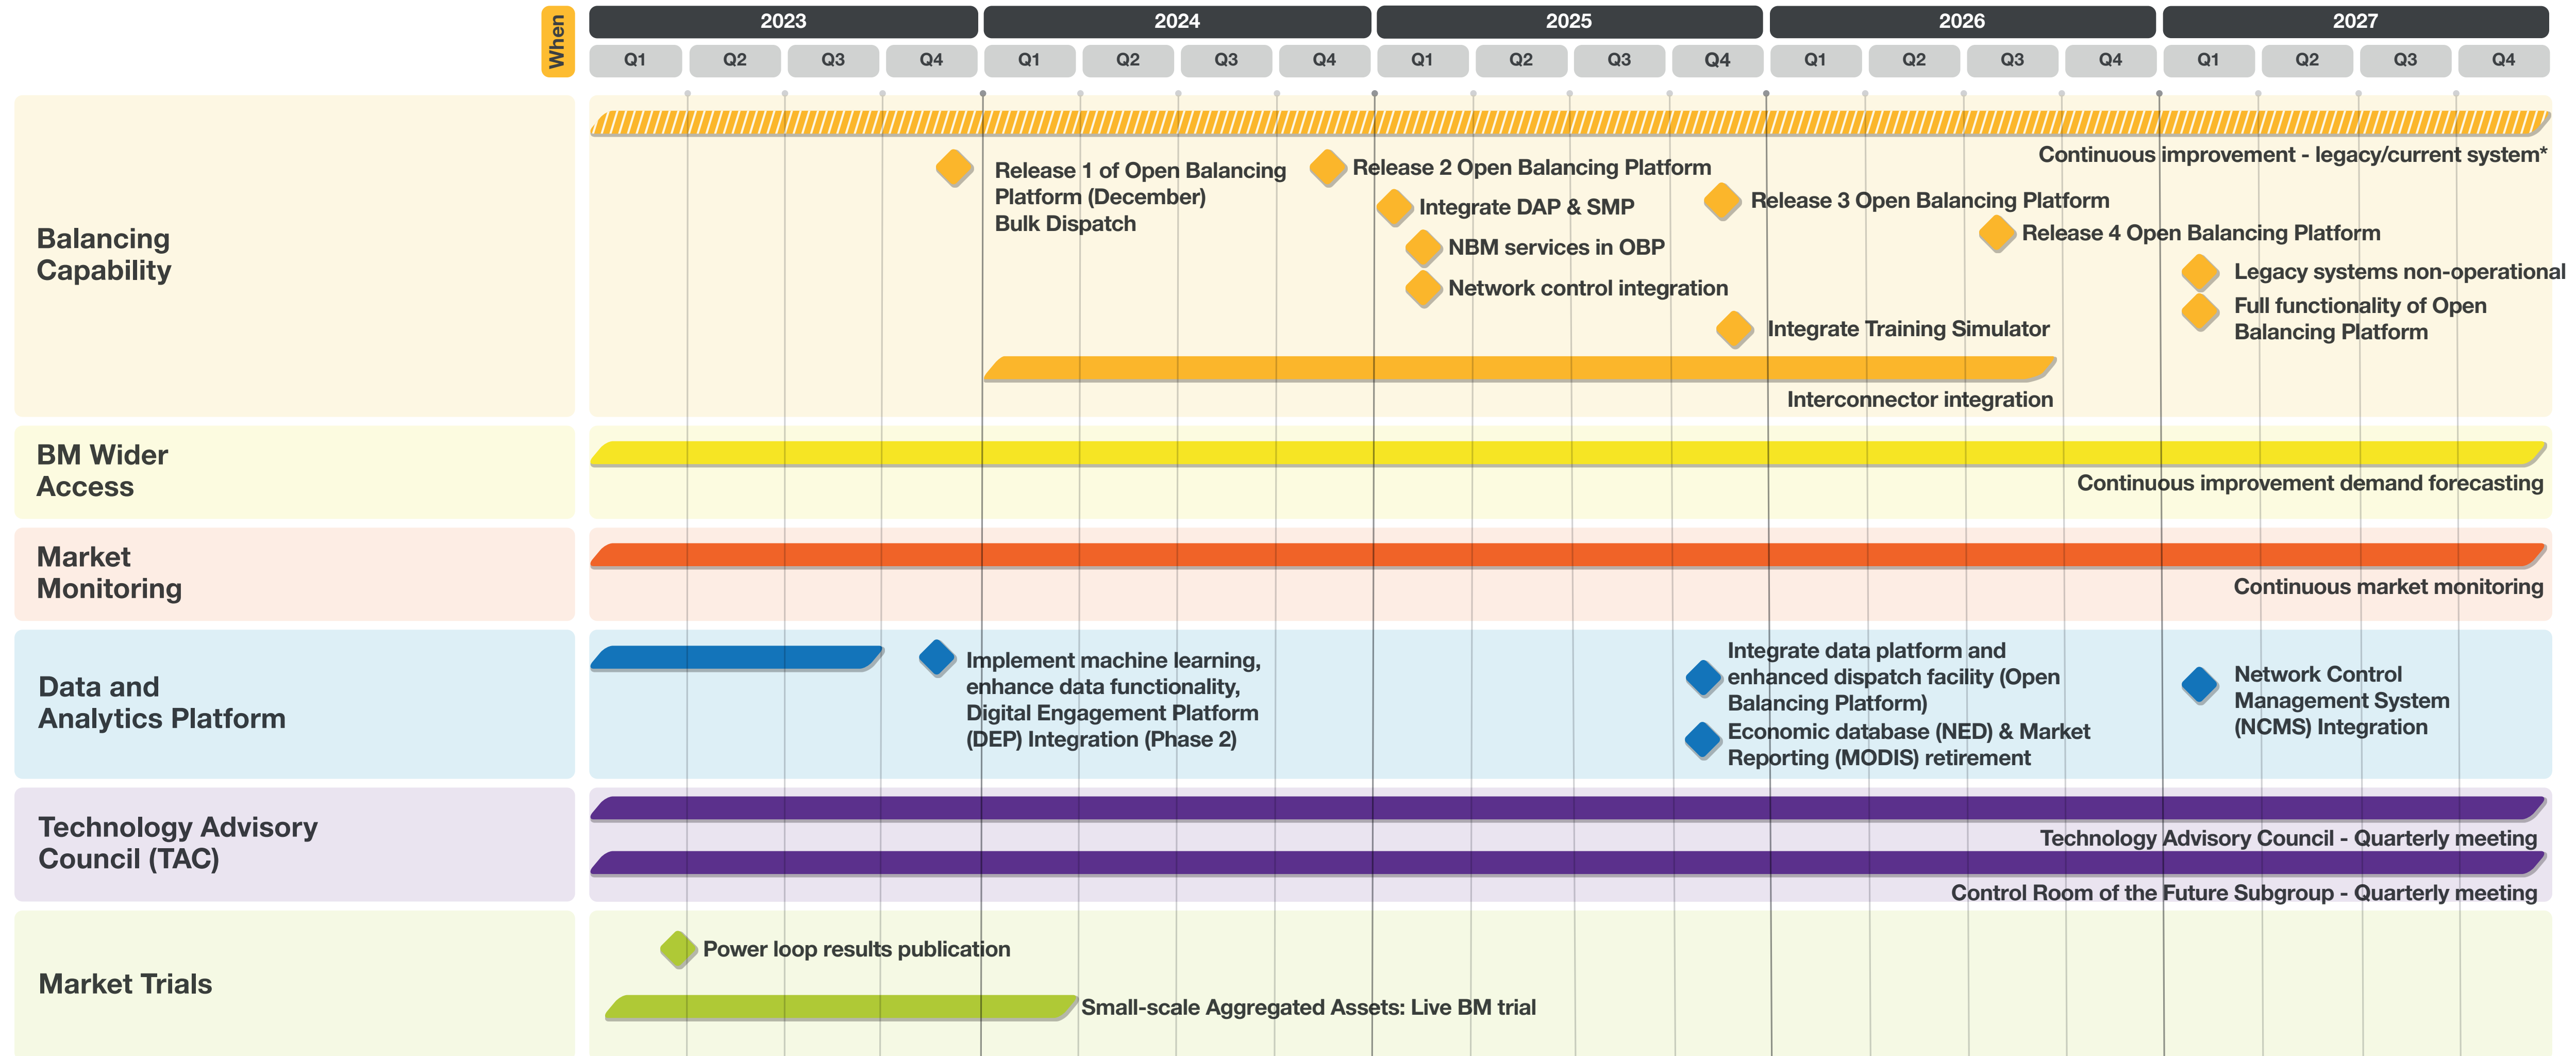 When
2023
2024
2025
2026
2027
Q1 Q2 Q3 Q4 Q1 Q2 Q3 Q4 Q1 Q2 Q3 Q4 Q1 Q2 Q3 Q4 Q1 Q2 Q3 Q4
Balancing
Capability
Continuous improvement - legacy/current system*
Release 1 of Open Balancing
Platform (December)
Bulk Dispatch
Release 2 Open Balancing Platform
Integrate DAP & SMP
NBM services in OBP
Network control integration
Release 3 Open Balancing Platform
Release 4 Open Balancing Platform
Legacy systems non-operational
Full functionality of Open
Balancing Platform
Integrate Training Simulator
Interconnector integration
BM Wider
Access
Continuous improvement demand forecasting
Market
Monitoring
Continuous market monitoring
Data and
Analytics Platform
Implement machine learning,
enhance data functionality,
Digital Engagement Platform
(DEP) Integration (Phase 2)
Integrate data platform and
enhanced dispatch facility (Open
Balancing Platform)
Economic database (NED) & Market
Reporting (MODIS) retirement
Network Control
Management System
(NCMS) Integration
Technology Advisory
Council (TAC)
Technology Advisory Council - Quarterly meeting
Control Room of the Future Subgroup - Quarterly meeting
Market Trials
Power loop results publication
Small-scale Aggregated Assets: Live BM trial